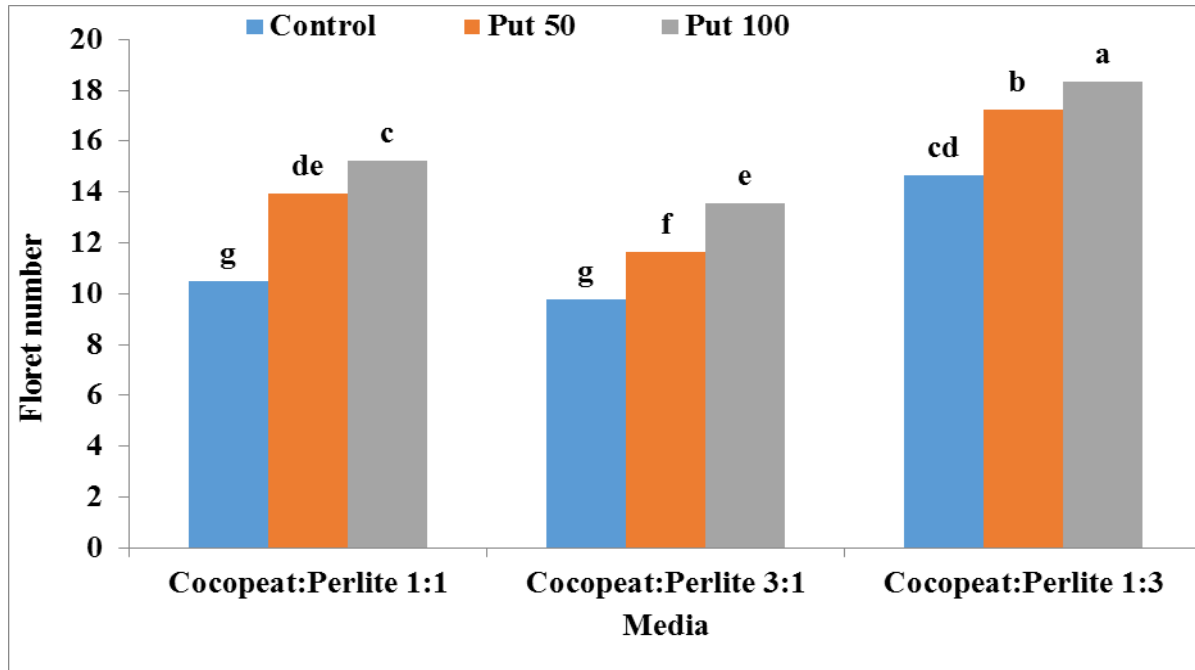 Control Put 50 Put 100
20
18
16
14
12
10
8
6
4
2
0
Floret number
g de c
g f e
cd b a
Cocopeat:Perlite 1:1 Cocopeat:Perlite 3:1 Cocopeat:Perlite 1:3
Media